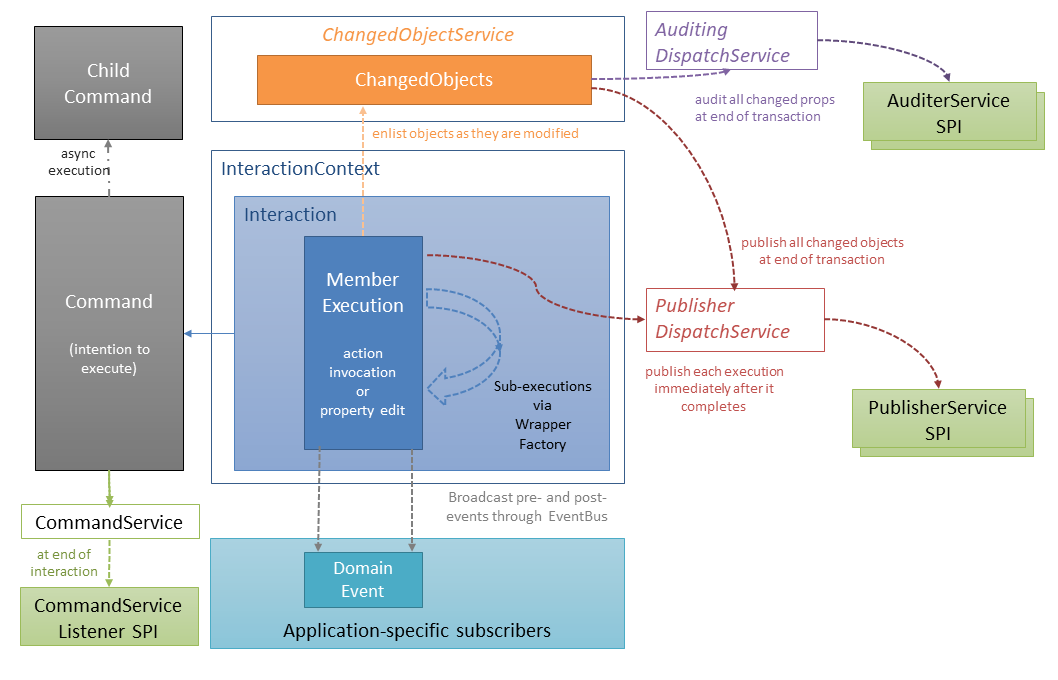 Child
Command
async
execution
Command
(intention to
execute)
CommandService
at end of
interaction
CommandService
Listener SPI
ChangedObjectService
ChangedObjects
enlist objects as they are modified
InteractionContext
Interaction
Member
Execution
action
invocation
or
property edit
Sub-executions
via
Wrapper
Factory
Broadcast pre- and post-
events through EventBus
Domain
Event
Application-specific subscribers
Auditing
DispatchService
audit all changed props
at end of transaction
AuditerService
SPI
publish all changed objects
at end of transaction
Publisher
DispatchService
publish each execution
immediately after it
completes
PublisherService
SPI